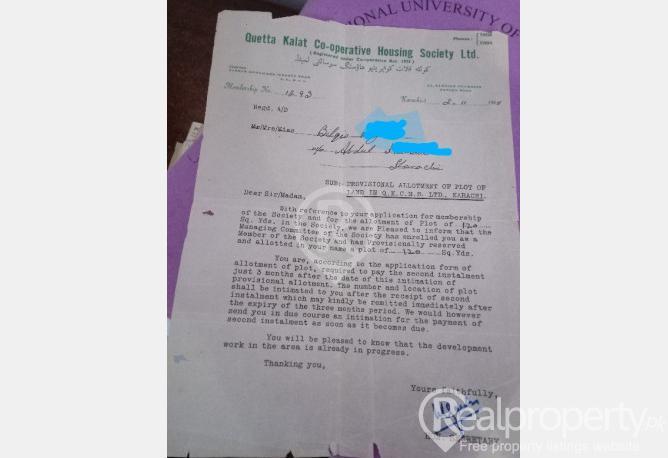 IONAL UNIVERSITY OF
Quetta Kalat Co-operative Housing Society Ltd.
Phones:
(Registered under Co-operative Act. 1925)
کوئٹہ قلات کواپریٹیو ہاؤسنگ سوسائٹی لمیٹڈ
Membership No. 1293
Karachi
Regd. A/D
Mr/Mrs/Miss Bilqis
Abdul
Karachi
SUB:- PROVISIONAL ALLOTMENT OF PLOT OF
LAND IN Q.K.C.H.S. LTD., KARACHI.
Dear Sir/Madam,
With reference to your application for membership
of the Society and for the allotment of Plot of 120
Sq. Yds. in the Society, we are Pleased to inform that the
Managing Committee of the Society has enrolled you as a
Member of the Society and has Provisionally reserved
and allotted in your name a plot of 120 Sq.Yds.
You are, according to the application form of
allotment of plot, required to pay the second instalment
just 3 months after the date of this intimation of
provisional allotment. The number and location of plot
shall be intimated to you after the receipt of second
instalment which may kindly be remitted immediately after
the expiry of the three months period. We would however
send you in due course an intimation for the payment of
second instalment as soon as it becomes due.
You will be pleased to know that the development
work in the area is already in progress.
Thanking you,
Yours faithfully,
SECRETARY
Realproperty.pk
Free property listings website